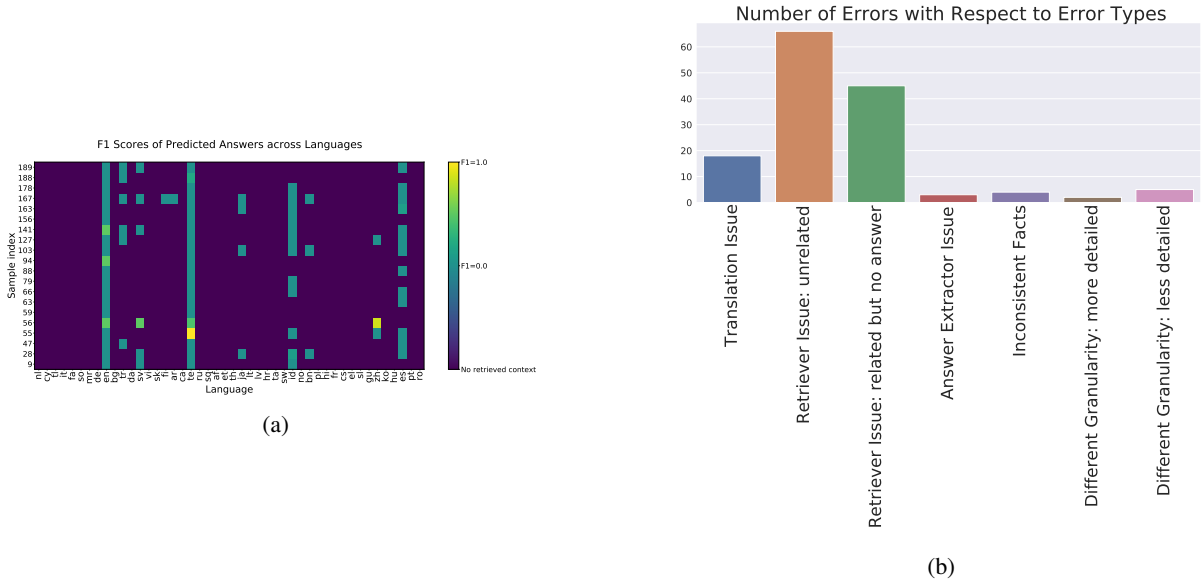 F1 Scores of Predicted Answers across Languages
Sample index
189
188
178
167
163
156
141
127
103
94
88
79
66
63
59
56
55
47
28
9
nl cy tl it fa so mr de en bg tr da sv vi sk fi ar ca te ru sq af et th ja lt lv hr ta sw id no bn pl hi fr cs el sl gu zh ko hu es pt ro
Language
F1=1.0
F1=0.0
No retrieved context
(a)
Number of Errors with Respect to Error Types
60
50
40
30
20
10
0
Translation Issue
Retriever Issue: unrelated
Retriever Issue: related but no answer
Answer Extractor Issue
Inconsistent Facts
Different Granularity: more detailed
Different Granularity: less detailed
(b)